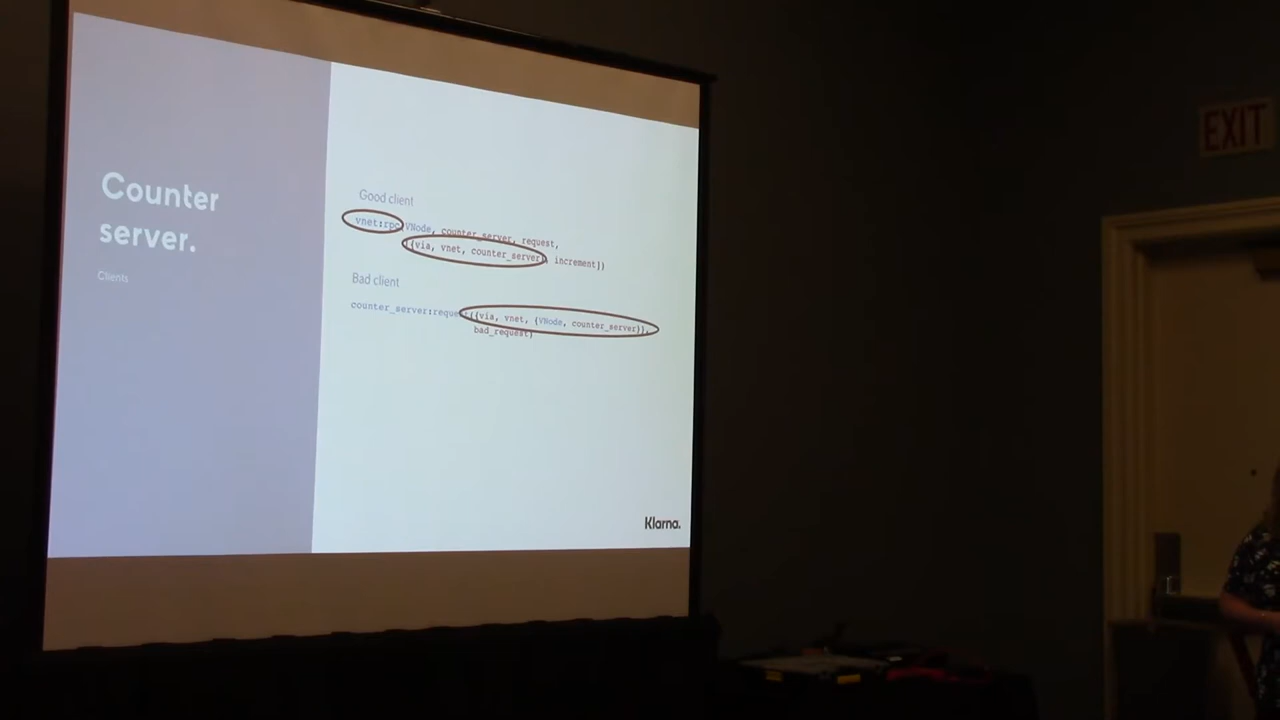 Counter
server.
Clients
Good client
vnet:rpc(VNode, counter_server, request,
[{via, vnet, counter_server}, increment])
Bad client
counter_server:request({via, vnet, {VNode, counter_server}},
bad_request)
Klarna.
EXIT